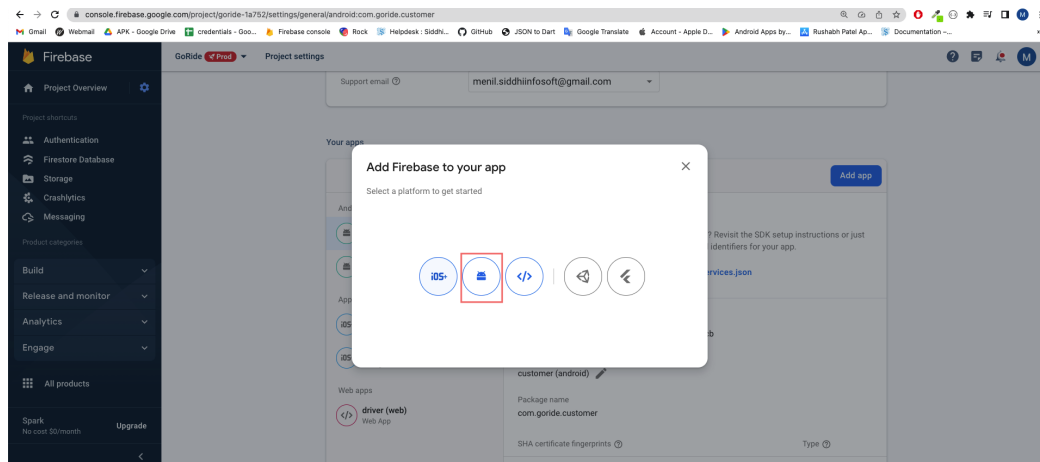 console.firebase.google.com/project/goride-1a752/settings/general/android:com.goride.customer
Gmail Webmail APK - Google Drive credentials - Goo... Firebase console Rock Helpdesk : Siddhi... GitHub JSON to Dart Google Translate Account - Apple D... Android Apps by... Rushabh Patel Ap... Documentation –...
Firebase
GoRide Prod Project settings
M
Project Overview
Support email menil.siddhiinfosoft@gmail.com
Project shortcuts
Authentication
Your apps
Firestore Database
Add Firebase to your app
Storage
Add app
Select a platform to get started
Crashlytics
Messaging
And
? Revisit the SDK setup instructions or just
identifiers for your app.
Product categories
Build
iOS+ </>
ervices.json
Release and monitor
App
Analytics
iOS
:b
Engage
iOS
customer (android)
All products
Web apps
Package name
com.goride.customer
</> driver (web)
Web App
Spark
No cost $0/month
Upgrade
SHA certificate fingerprints Type